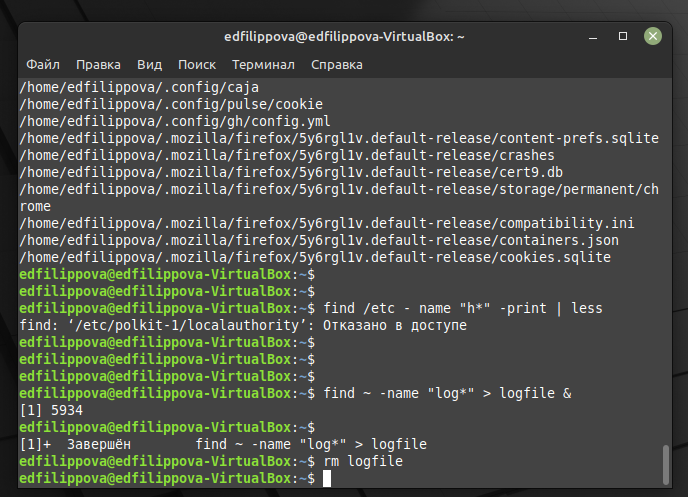 edfilippova@edfilippova-VirtualBox: ~
Файл Правка Вид Поиск Терминал Справка
/home/edfilippova/.config/caja
/home/edfilippova/.config/pulse/cookie
/home/edfilippova/.config/gh/config.yml
/home/edfilippova/.mozilla/firefox/5y6rgl1v.default-release/content-prefs.sqlite
/home/edfilippova/.mozilla/firefox/5y6rgl1v.default-release/crashes
/home/edfilippova/.mozilla/firefox/5y6rgl1v.default-release/cert9.db
/home/edfilippova/.mozilla/firefox/5y6rgl1v.default-release/storage/permanent/ch
rome
/home/edfilippova/.mozilla/firefox/5y6rgl1v.default-release/compatibility.ini
/home/edfilippova/.mozilla/firefox/5y6rgl1v.default-release/containers.json
/home/edfilippova/.mozilla/firefox/5y6rgl1v.default-release/cookies.sqlite
edfilippova@edfilippova-VirtualBox:~$
edfilippova@edfilippova-VirtualBox:~$
edfilippova@edfilippova-VirtualBox:~$ find /etc - name "h*" -print | less
find: ‘/etc/polkit-1/localauthority’: Отказано в доступе
edfilippova@edfilippova-VirtualBox:~$
edfilippova@edfilippova-VirtualBox:~$
edfilippova@edfilippova-VirtualBox:~$
edfilippova@edfilippova-VirtualBox:~$ find ~ -name "log*" > logfile &
[1] 5934
edfilippova@edfilippova-VirtualBox:~$
[1]+  Завершён        find ~ -name "log*" > logfile
edfilippova@edfilippova-VirtualBox:~$ rm logfile
edfilippova@edfilippova-VirtualBox:~$